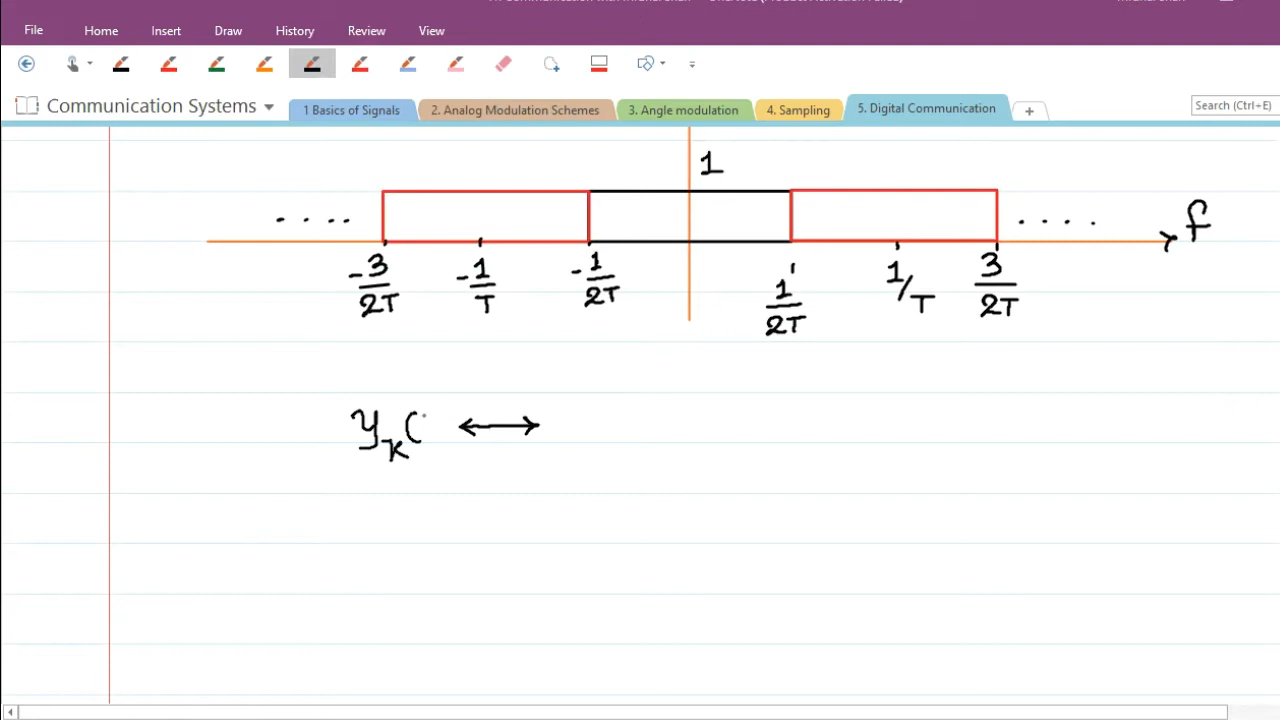 File Home Insert Draw History Review View
Communication Systems 1 Basics of Signals 2. Analog Modulation Schemes 3. Angle modulation 4. Sampling 5. Digital Communication Search (Ctrl+E)
1
.... .... f
-3/2T -1/T -1/2T 1/2T 1/T 3/2T
y_k( ↔